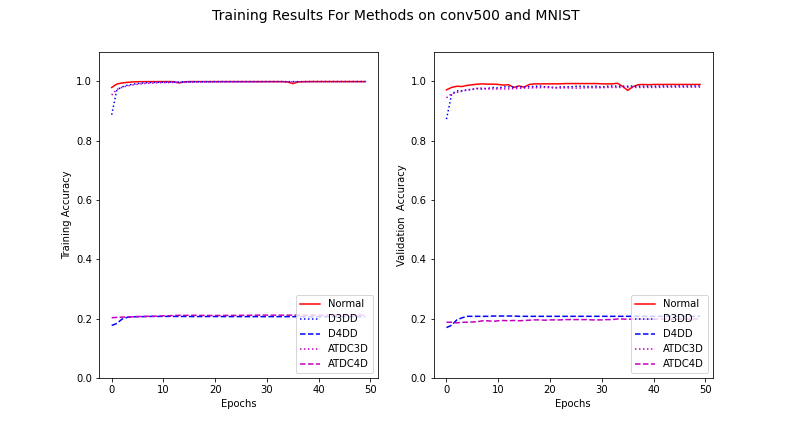 Training Results For Methods on conv500 and MNIST
Training Accuracy
1.0
0.8
0.6
0.4
0.2
0.0
0
10
20
30
40
50
Epochs
Normal
D3DD
D4DD
ATDC3D
ATDC4D
Validation Accuracy
1.0
0.8
0.6
0.4
0.2
0.0
0
10
20
30
40
50
Epochs
Normal
D3DD
D4DD
ATDC3D
ATDC4D